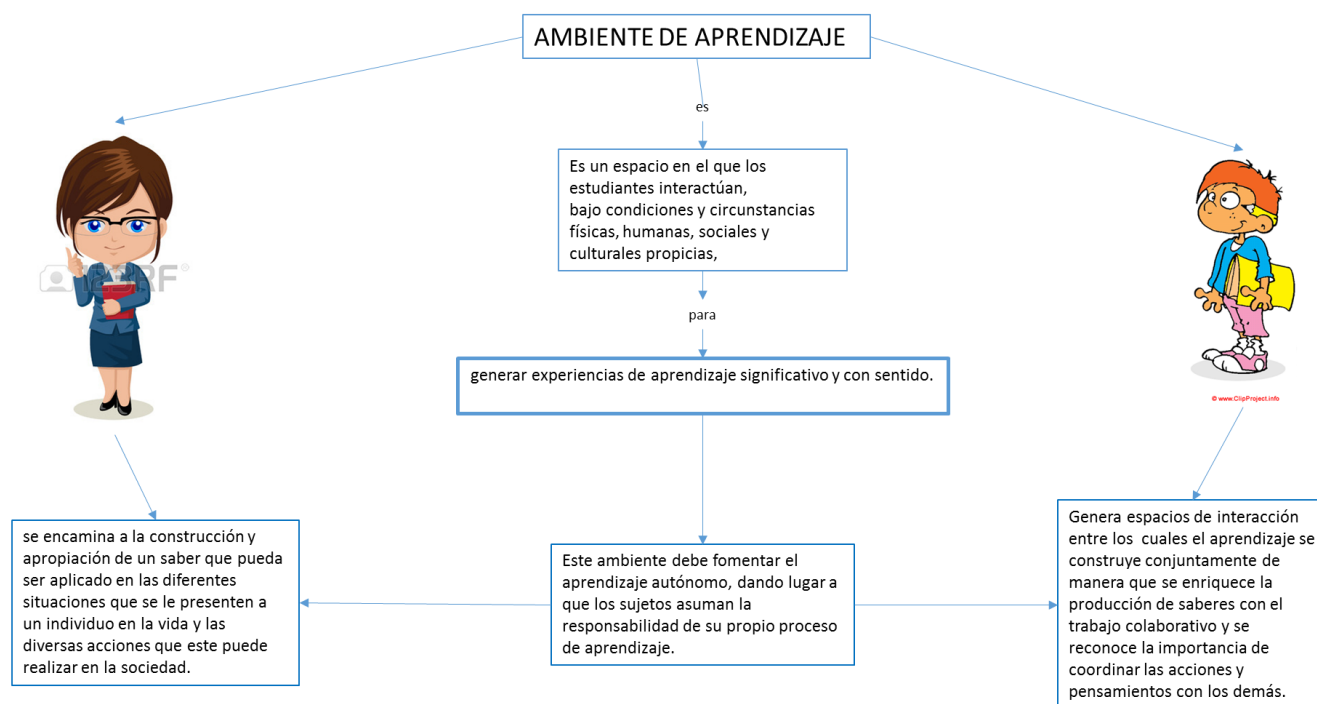 AMBIENTE DE APRENDIZAJE
es
Es un espacio en el que los
estudiantes interactúan,
bajo condiciones y circunstancias
físicas, humanas, sociales y
culturales propicias,
para
generar experiencias de aprendizaje significativo y con sentido.
© www.ClipProject.info
se encamina a la construcción y
apropiación de un saber que pueda
ser aplicado en las diferentes
situaciones que se le presenten a
un individuo en la vida y las
diversas acciones que este puede
realizar en la sociedad.
Este ambiente debe fomentar el
aprendizaje autónomo, dando lugar a
que los sujetos asuman la
responsabilidad de su propio proceso
de aprendizaje.
Genera espacios de interacción
entre los cuales el aprendizaje se
construye conjuntamente de
manera que se enriquece la
producción de saberes con el
trabajo colaborativo y se
reconoce la importancia de
coordinar las acciones y
pensamientos con los demás.